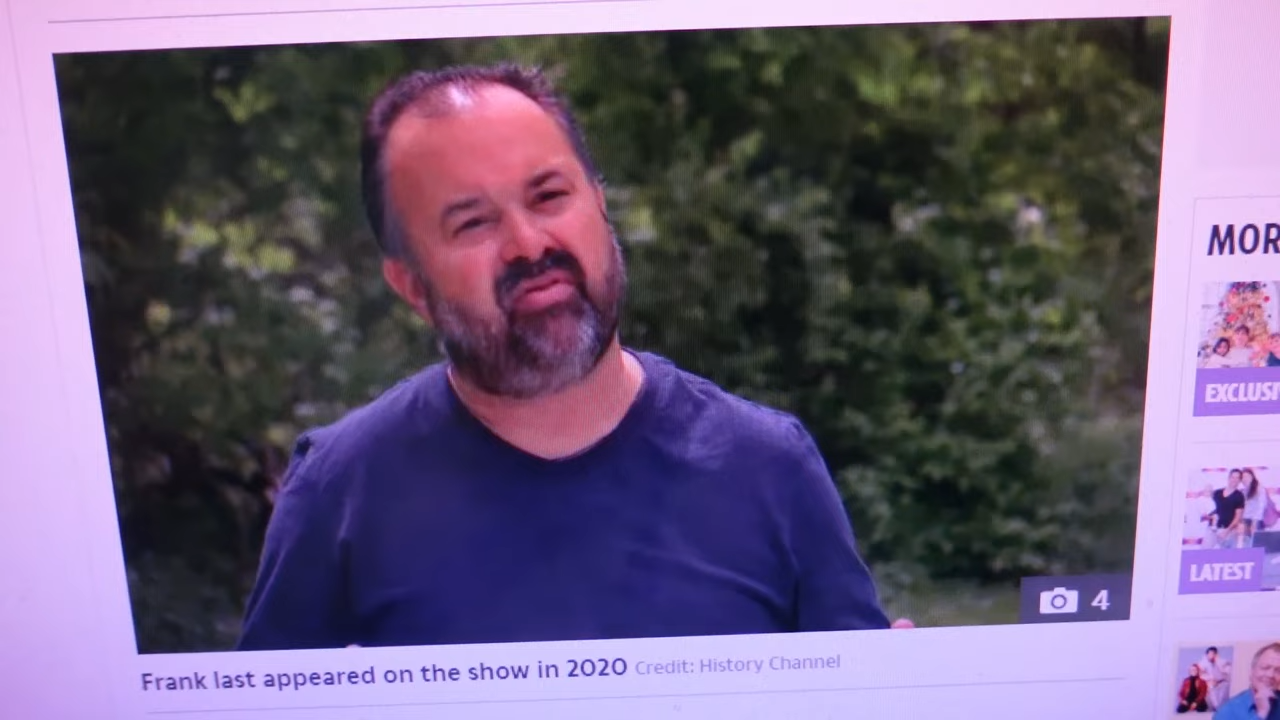 4
Frank last appeared on the show in 2020 Credit: History Channel
MOR
EXCLUSI
LATEST